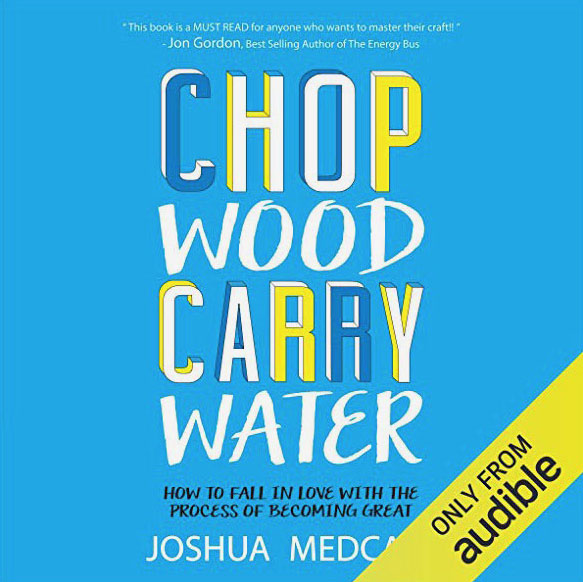 "This book is a MUST READ for anyone who wants to master their craft!! "
- Jon Gordon, Best Selling Author of The Energy Bus
CHOP
WOOD
CARRY
WATER
HOW TO FALL IN LOVE WITH THE
PROCESS OF BECOMING GREAT
JOSHUA MEDCA
ONLY FROM
audible